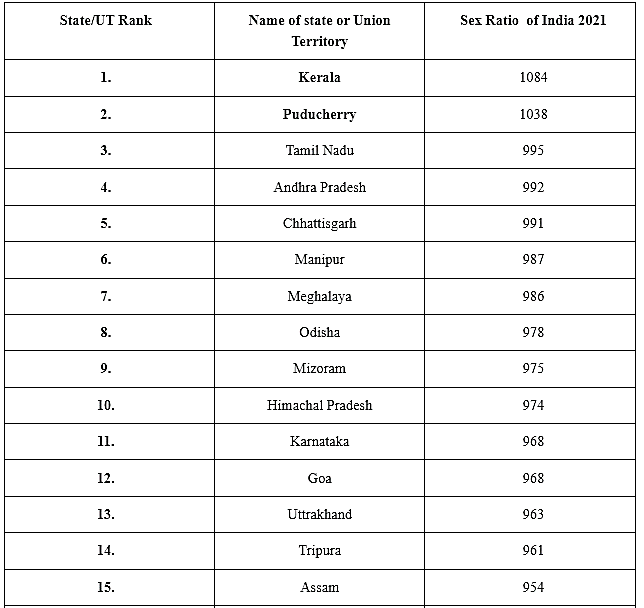 State/UT Rank Name of state or Union Sex Ratio of India 2021
Territory
1. Kerala 1084
2. Puducherry 1038
3. Tamil Nadu 995
4. Andhra Pradesh 992
5. Chhattisgarh 991
6. Manipur 987
7. Meghalaya 986
8. Odisha 978
9. Mizoram 975
10. Himachal Pradesh 974
11. Karnataka 968
12. Goa 968
13. Uttrakhand 963
14. Tripura 961
15. Assam 954